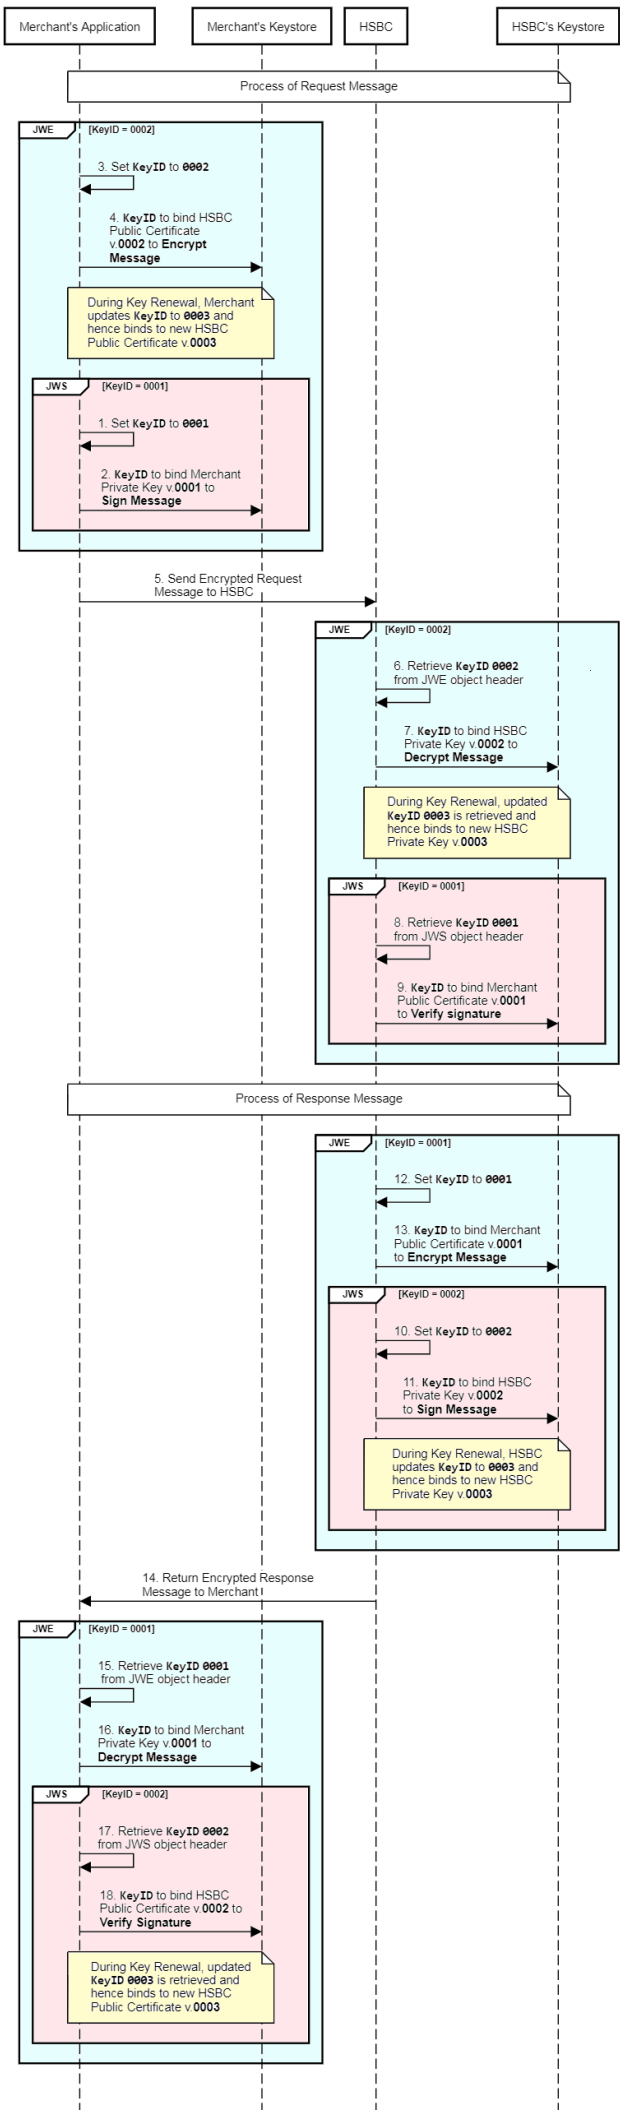 Merchant's Application
Merchant's Keystore
HSBC
HSBC's Keystore
Process of Request Message
JWE
[KeyID = 0002]
3. Set KeyID to 0002
4. KeyID to bind HSBC
Public Certificate
v.0002 to Encrypt
Message
During Key Renewal, Merchant
updates KeyID to 0003 and
hence binds to new HSBC
Public Certificate v.0003
JWS
[KeyID = 0001]
1. Set KeyID to 0001
2. KeyID to bind Merchant
Private Key v.0001 to
Sign Message
5. Send Encrypted Request
Message to HSBC
JWE
[KeyID = 0002]
6. Retrieve KeyID 0002
from JWE object header
7. KeyID to bind HSBC
Private Key v.0002 to
Decrypt Message
During Key Renewal, updated
KeyID 0003 is retrieved and
hence binds to new HSBC
Private Key v.0003
JWS
[KeyID = 0001]
8. Retrieve KeyID 0001
from JWS object header
9. KeyID to bind Merchant
Public Certificate v.0001
to Verify signature
Process of Response Message
JWE
[KeyID = 0001]
12. Set KeyID to 0001
13. KeyID to bind Merchant
Public Certificate v.0001
to Encrypt Message
JWS
[KeyID = 0002]
10. Set KeyID to 0002
11. KeyID to bind HSBC
Private Key v.0002
to Sign Message
During Key Renewal, HSBC
updates KeyID to 0003 and
hence binds to new HSBC
Private Key v.0003
14. Return Encrypted Response
Message to Merchant
JWE
[KeyID = 0001]
15. Retrieve KeyID 0001
from JWE object header
16. KeyID to bind Merchant
Private Key v.0001 to
Decrypt Message
JWS
[KeyID = 0002]
17. Retrieve KeyID 0002
from JWS object header
18. KeyID to bind HSBC
Public Certificate v.0002 to
Verify Signature
During Key Renewal, updated
KeyID 0003 is retrieved and
hence binds to new HSBC
Public Certificate v.0003